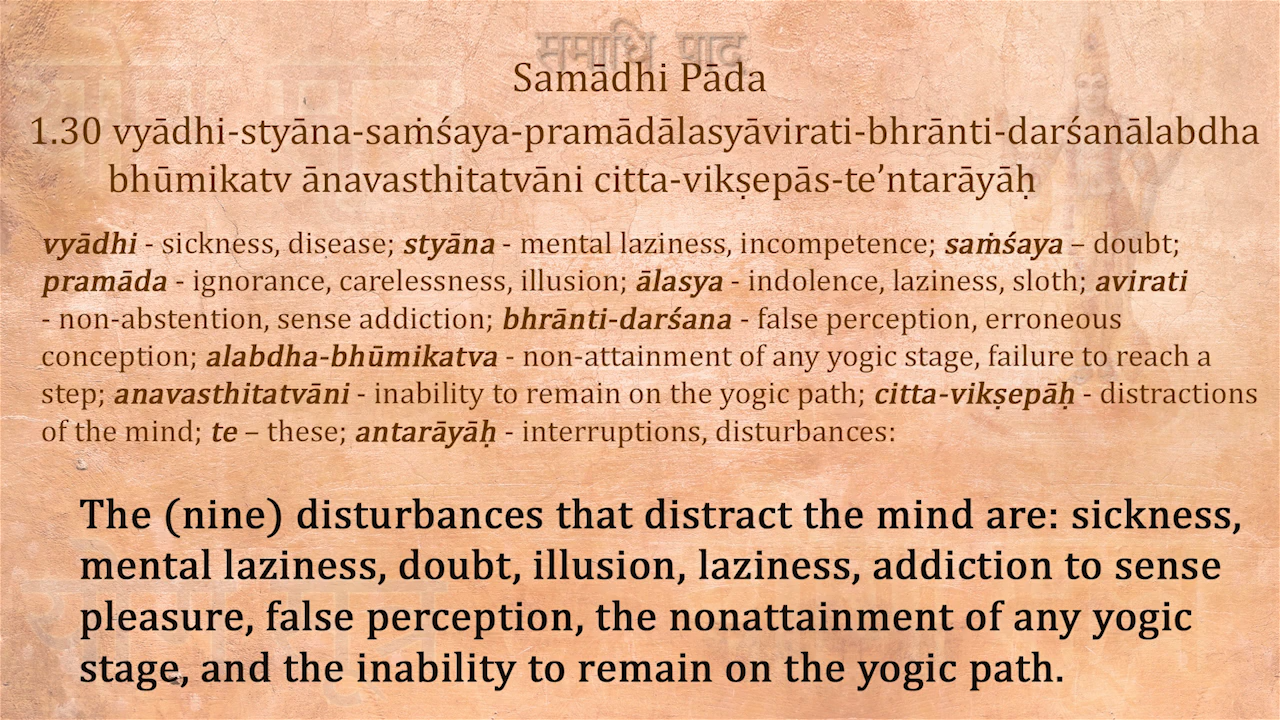 समाधि पाद
Samādhi Pāda
1.30 vyādhi-styāna-saṁśaya-pramādālasyāvirati-bhrānti-darśanālabdha
bhūmikatv ānavasthitatvāni citta-vikṣepās-te’ntarāyāḥ
vyādhi - sickness, disease; styāna - mental laziness, incompetence; saṁśaya – doubt;
pramāda - ignorance, carelessness, illusion; ālasya - indolence, laziness, sloth; avirati
- non-abstention, sense addiction; bhrānti-darśana - false perception, erroneous
conception; alabdha-bhūmikatva - non-attainment of any yogic stage, failure to reach a
step; anavasthitatvāni - inability to remain on the yogic path; citta-vikṣepāḥ - distractions
of the mind; te – these; antarāyāḥ - interruptions, disturbances:
The (nine) disturbances that distract the mind are: sickness,
mental laziness, doubt, illusion, laziness, addiction to sense
pleasure, false perception, the nonattainment of any yogic
stage, and the inability to remain on the yogic path.